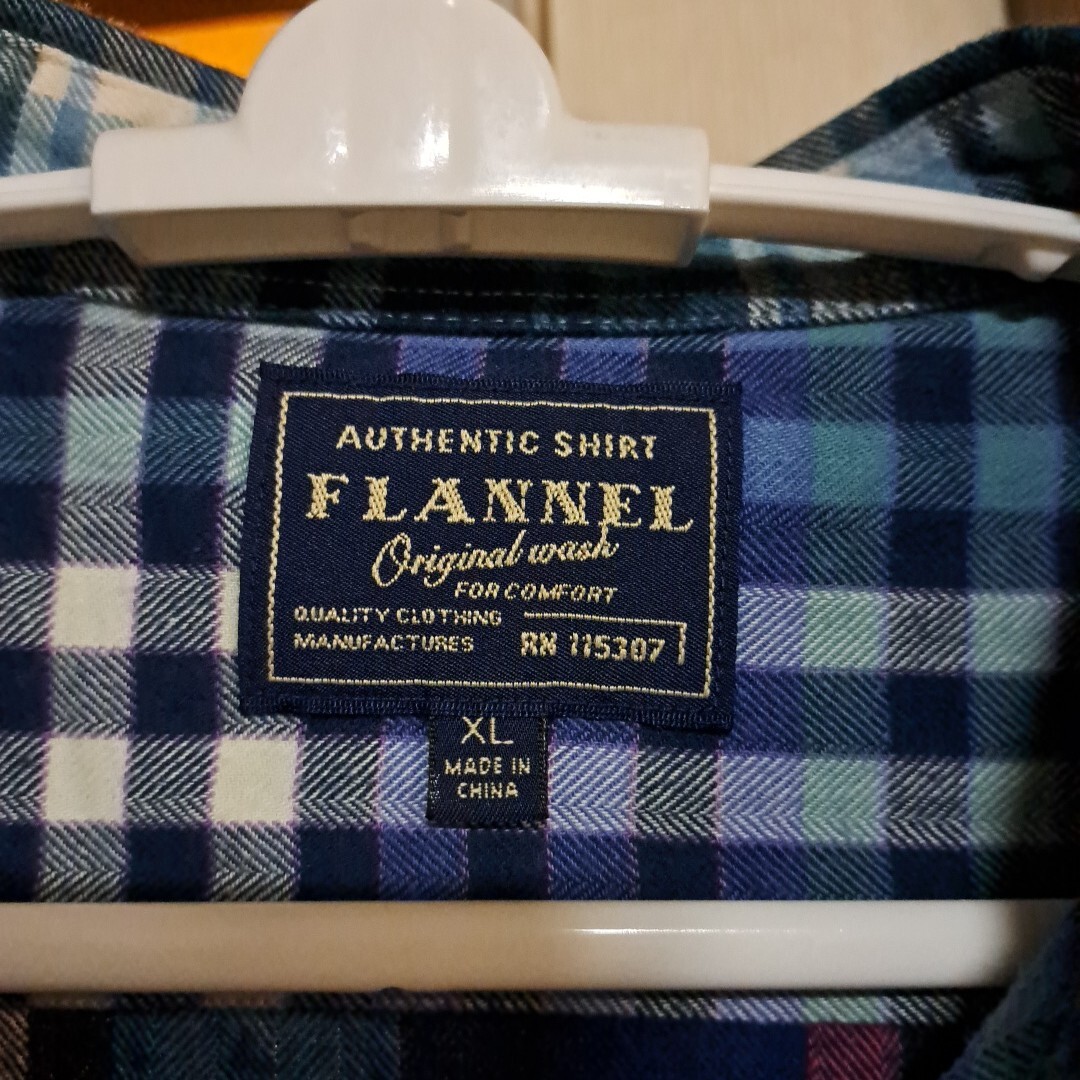 AUTHENTIC SHIRT
FLANNEL
Original wash
FOR COMFORT
QUALITY CLOTHING
MANUFACTURES RN 115307
XL
MADE IN
CHINA